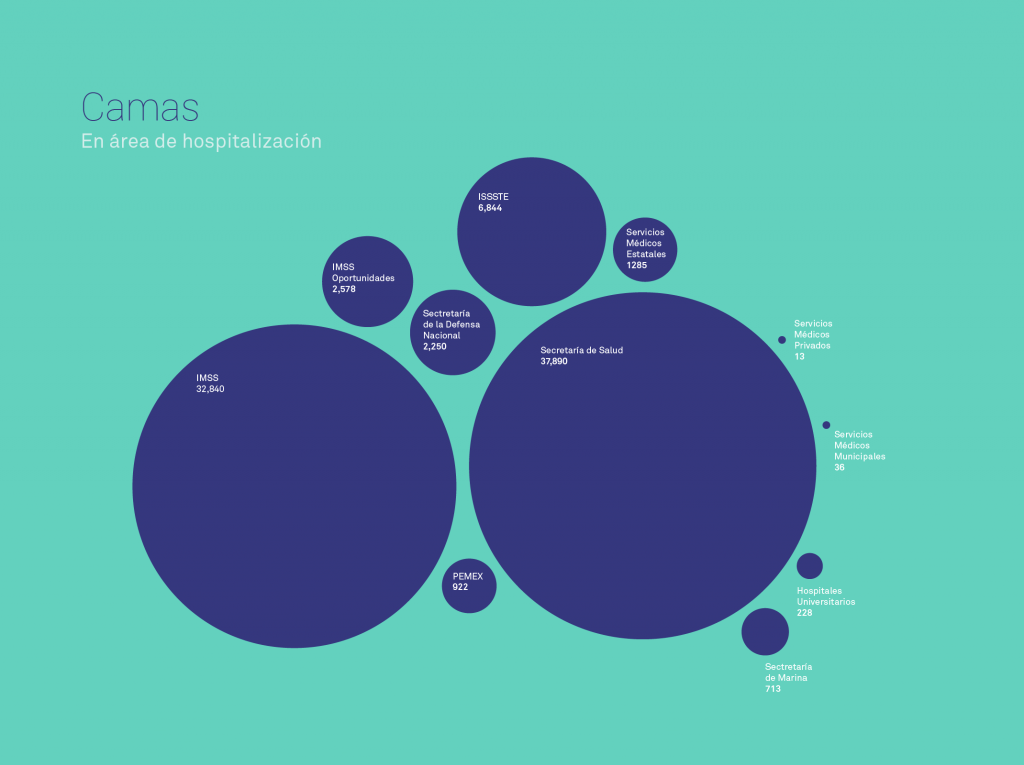 Camas
En área de hospitalización
ISSSTE
6,844
Servicios
Médicos
Estatales
1285
IMSS
Oportunidades
2,578
Sectretaría
de la Defensa
Nacional
2,250
Secretaría de Salud
37,890
Servicios
Médicos
Privados
13
IMSS
32,840
Servicios
Médicos
Municipales
36
PEMEX
922
Hospitales
Universitarios
228
Sectretaría
de Marina
713